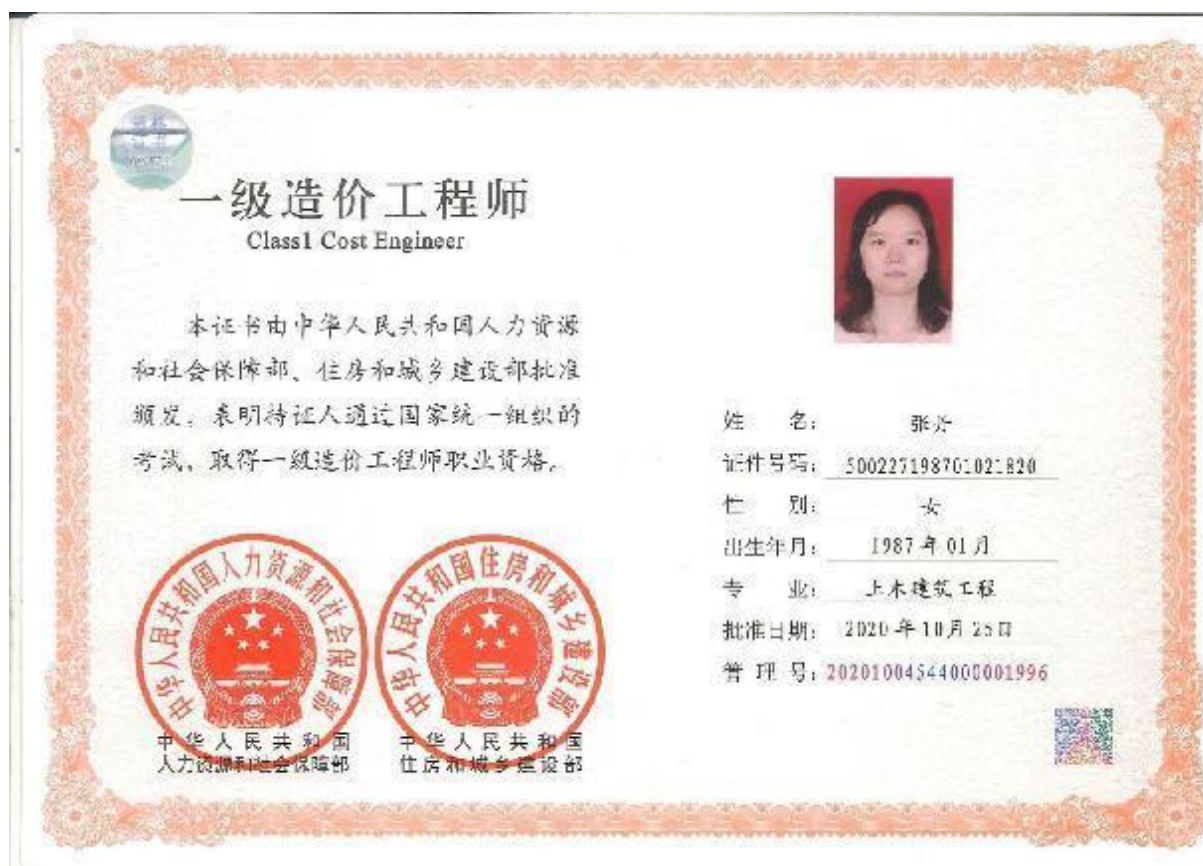 一级造价工程师
Class1 Cost Engineer
本证书由中华人民共和国人力资源
和社会保障部、住房和城乡建设部批准
颁发,表明持证人通过国家统一组织的
考试,取得一级造价工程师职业资格。
中华人民共和国人力资源和社会保障部
中华人民共和国住房和城乡建设部
中华人民共和国
人力资源和社会保障部
中华人民共和国
住房和城乡建设部
姓 名: 张丹
证件号码: 500227198701021820
性 别: 女
出生年月: 1987年01月
专 业: 土木建筑工程
批准日期: 2020年10月25日
管 理 号: 20201004544000001996